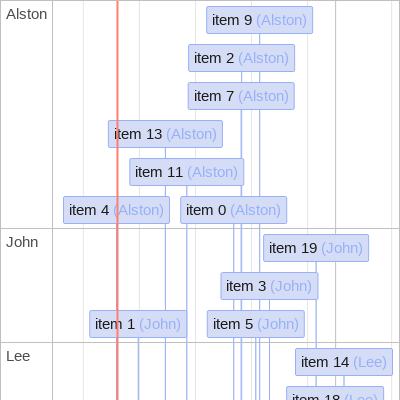 Alston
item 9 (Alston)
item 2 (Alston)
item 7 (Alston)
item 13 (Alston)
item 11 (Alston)
item 4 (Alston)
item 0 (Alston)
John
item 19 (John)
item 3 (John)
item 1 (John)
item 5 (John)
Lee
item 14 (Lee)
item 18 (Lee)